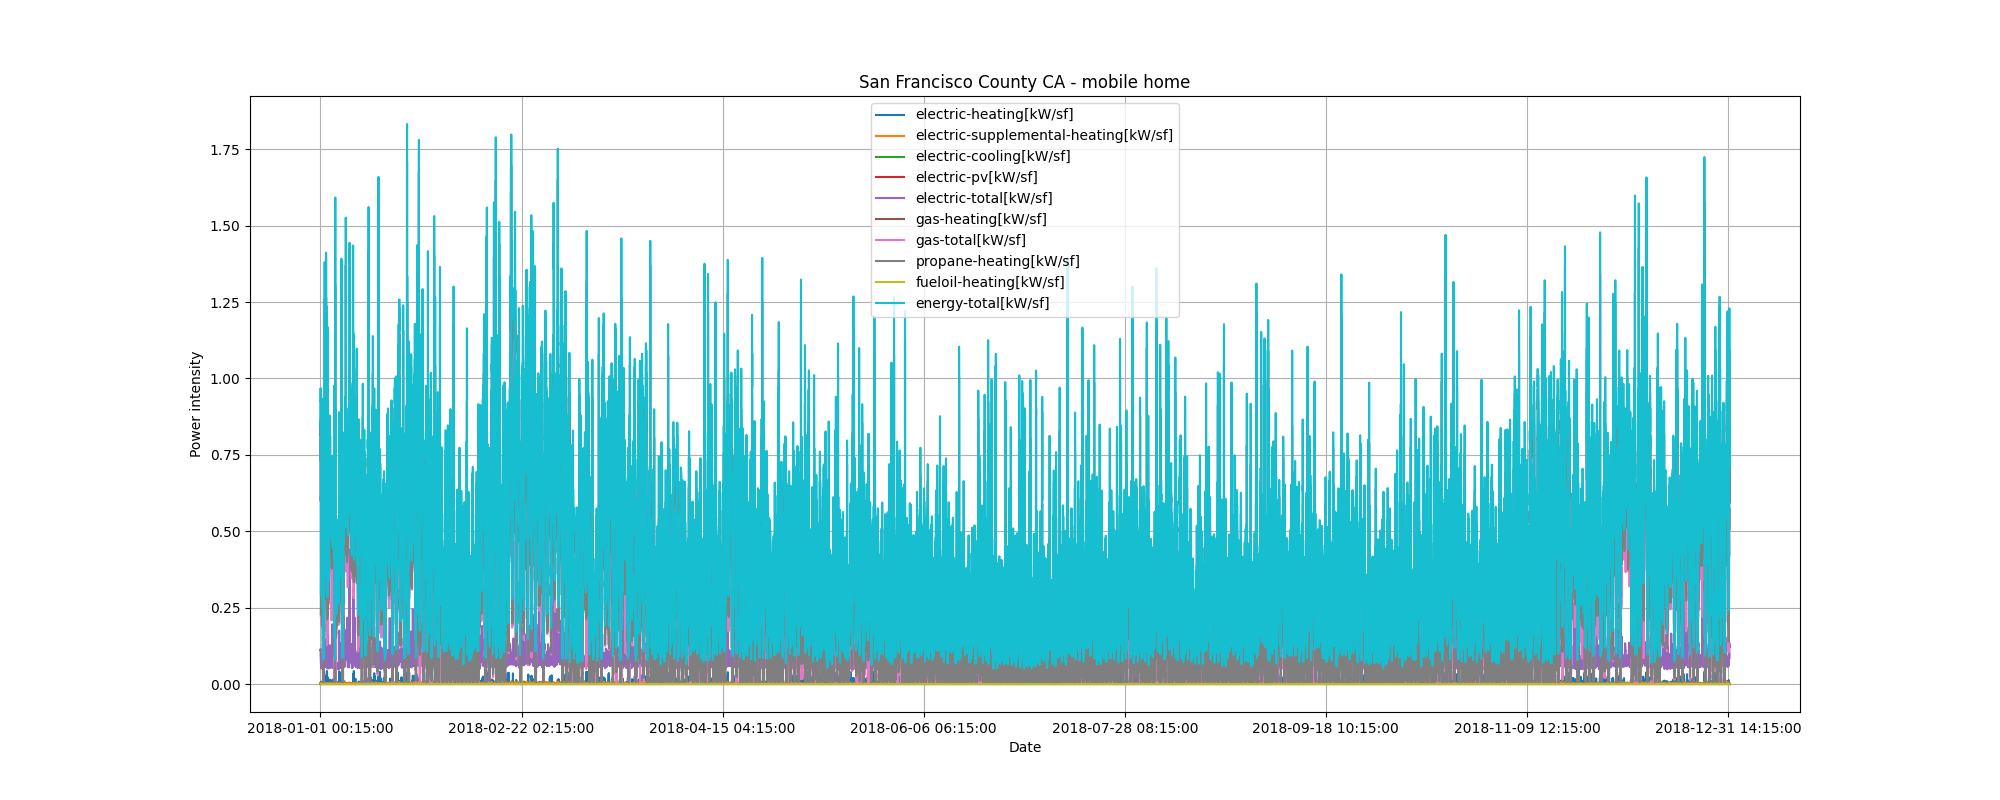 San Francisco County CA - mobile home
electric-heating[kW/sf]
electric-supplemental-heating[kW/sf]
electric-cooling[kW/sf]
electric-pv[kW/sf]
electric-total[kW/sf]
gas-heating[kW/sf]
gas-total[kW/sf]
propane-heating[kW/sf]
fueloil-heating[kW/sf]
energy-total[kW/sf]
Power intensity
1.75
1.50
1.25
1.00
0.75
0.50
0.25
0.00
2018-01-01 00:15:00 2018-02-22 02:15:00 2018-04-15 04:15:00 2018-06-06 06:15:00 2018-07-28 08:15:00 2018-09-18 10:15:00 2018-11-09 12:15:00 2018-12-31 14:15:00
Date